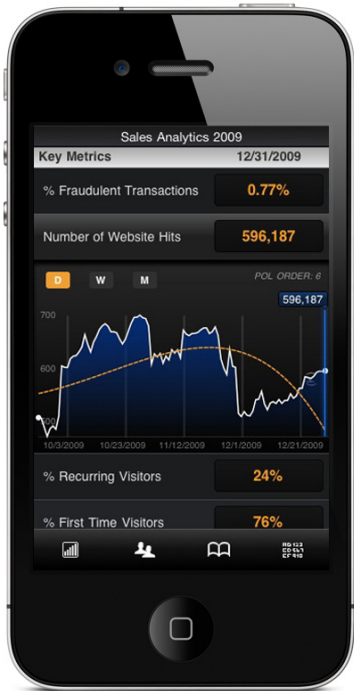 Sales Analytics 2009
Key Metrics 12/31/2009
% Fraudulent Transactions 0.77%
Number of Website Hits 596,187
D W M POL ORDER: 6
596,187
700
600
500
10/3/2009 10/23/2009 11/12/2009 12/1/2009 12/21/2009
% Recurring Visitors 24%
% First Time Visitors 76%